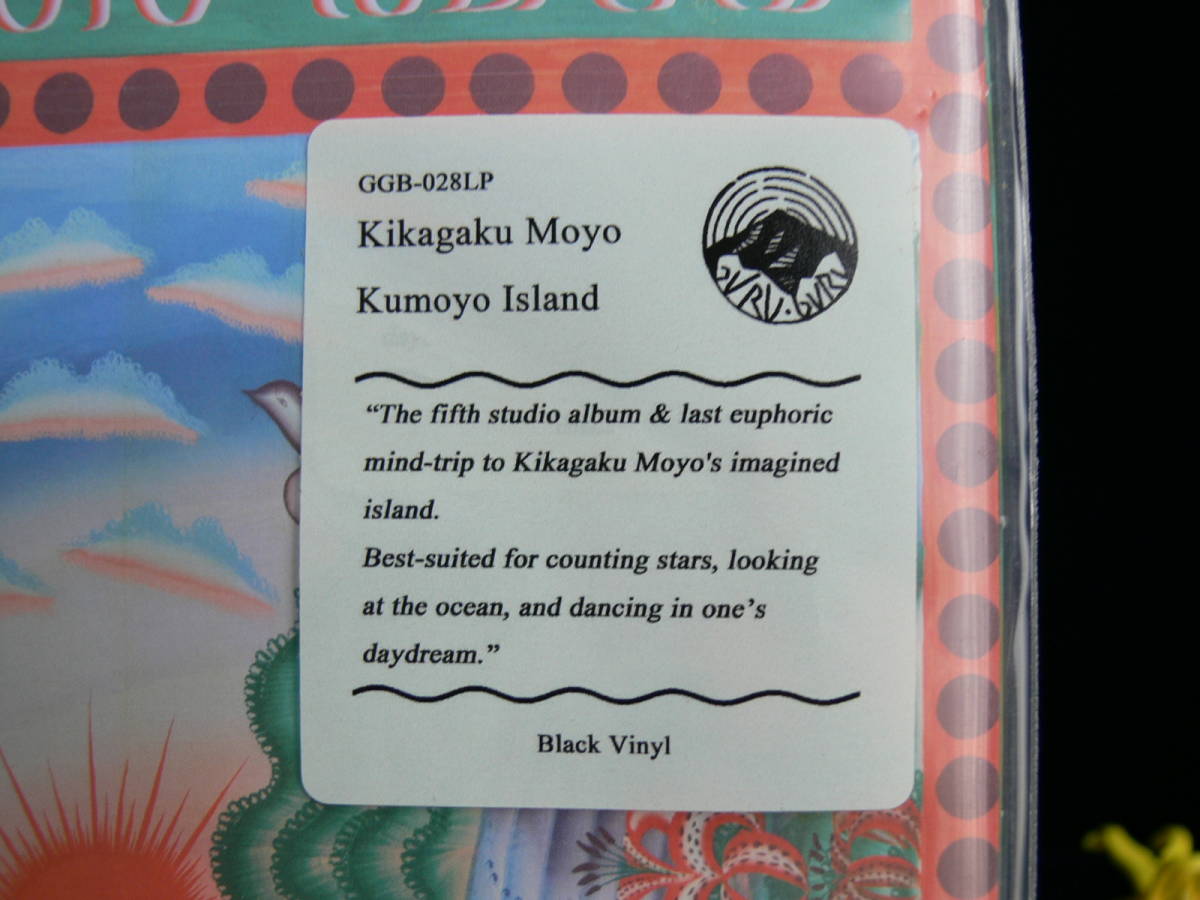 GGB-028LP
Kikagaku Moyo
Kumoyo Island
GURU·GURU
“The fifth studio album & last euphoric
mind-trip to Kikagaku Moyo's imagined
island.
Best-suited for counting stars, looking
at the ocean, and dancing in one’s
daydream.”
Black Vinyl